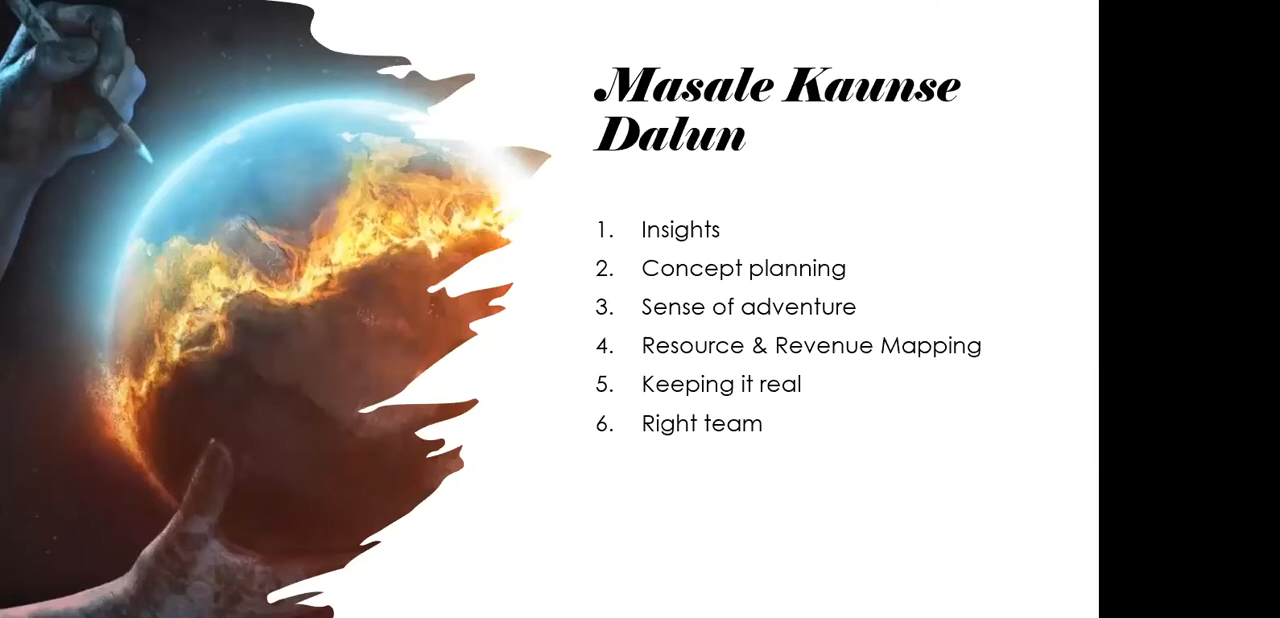 Masale Kaunse
Dalun
1. Insights
2. Concept planning
3. Sense of adventure
4. Resource & Revenue Mapping
5. Keeping it real
6. Right team